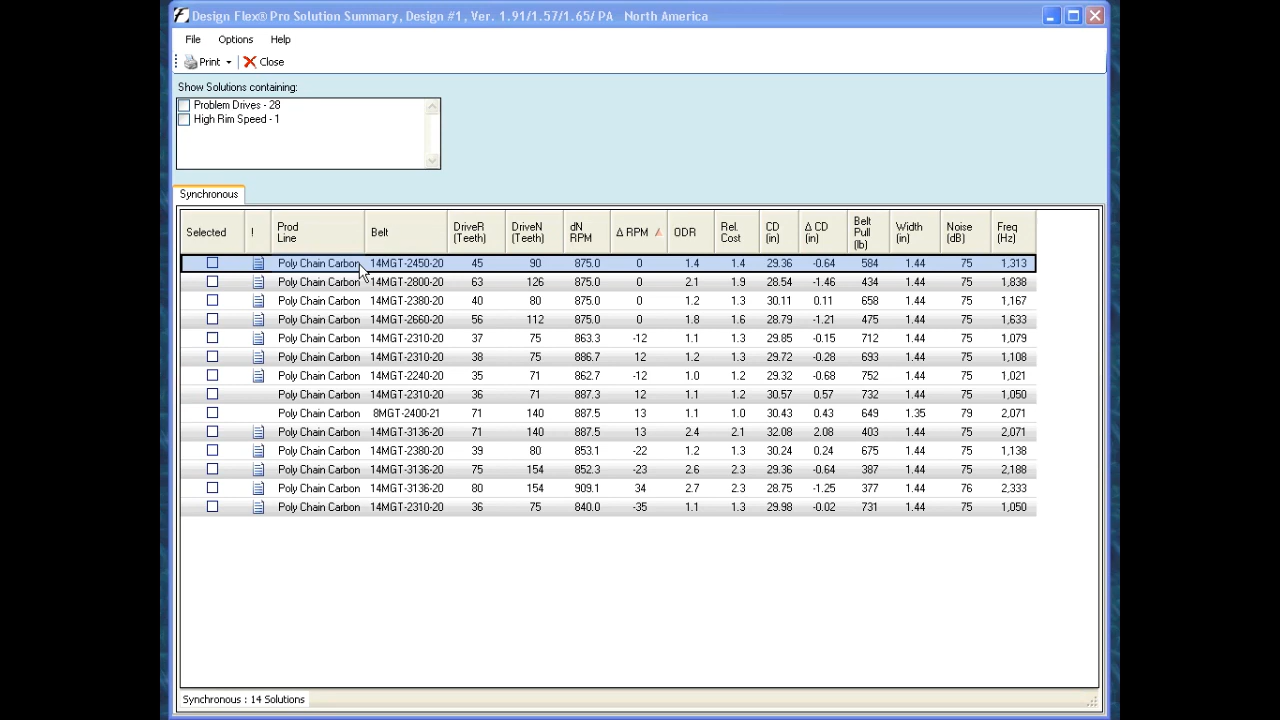 Design Flex® Pro Solution Summary, Design #1, Ver. 1.91/1.57/1.65/ PA North America
File Options Help
Print Close
Show Solutions containing:
Problem Drives - 28
High Rim Speed - 1
Synchronous
Selected ! Prod Line Belt DriveR (Teeth) DriveN (Teeth) dN RPM Δ RPM ODR Rel. Cost CD (in) Δ CD (in) Belt Pull (lb) Width (in) Noise (dB) Freq (Hz)
Poly Chain Carbon 14MGT-2450-20 45 90 875.0 0 1.4 1.4 29.36 -0.64 584 1.44 75 1,313
Poly Chain Carbon 14MGT-2800-20 63 126 875.0 0 2.1 1.9 28.54 -1.46 434 1.44 75 1,838
Poly Chain Carbon 14MGT-2380-20 40 80 875.0 0 1.2 1.3 30.11 0.11 658 1.44 75 1,167
Poly Chain Carbon 14MGT-2660-20 56 112 875.0 0 1.8 1.6 28.79 -1.21 475 1.44 75 1,633
Poly Chain Carbon 14MGT-2310-20 37 75 863.3 -12 1.1 1.3 29.85 -0.15 712 1.44 75 1,079
Poly Chain Carbon 14MGT-2310-20 38 75 886.7 12 1.2 1.3 29.72 -0.28 693 1.44 75 1,108
Poly Chain Carbon 14MGT-2240-20 35 71 862.7 -12 1.0 1.2 29.32 -0.68 752 1.44 75 1,021
Poly Chain Carbon 14MGT-2310-20 36 71 887.3 12 1.1 1.2 30.57 0.57 732 1.44 75 1,050
Poly Chain Carbon 8MGT-2400-21 71 140 887.5 13 1.1 1.0 30.43 0.43 649 1.35 79 2,071
Poly Chain Carbon 14MGT-3136-20 71 140 887.5 13 2.4 2.1 32.08 2.08 403 1.44 75 2,071
Poly Chain Carbon 14MGT-2380-20 39 80 853.1 -22 1.2 1.3 30.24 0.24 675 1.44 75 1,138
Poly Chain Carbon 14MGT-3136-20 75 154 852.3 -23 2.6 2.3 29.36 -0.64 387 1.44 75 2,188
Poly Chain Carbon 14MGT-3136-20 80 154 909.1 34 2.7 2.3 28.75 -1.25 377 1.44 76 2,333
Poly Chain Carbon 14MGT-2310-20 36 75 840.0 -35 1.1 1.3 29.98 -0.02 731 1.44 75 1,050
Synchronous : 14 Solutions